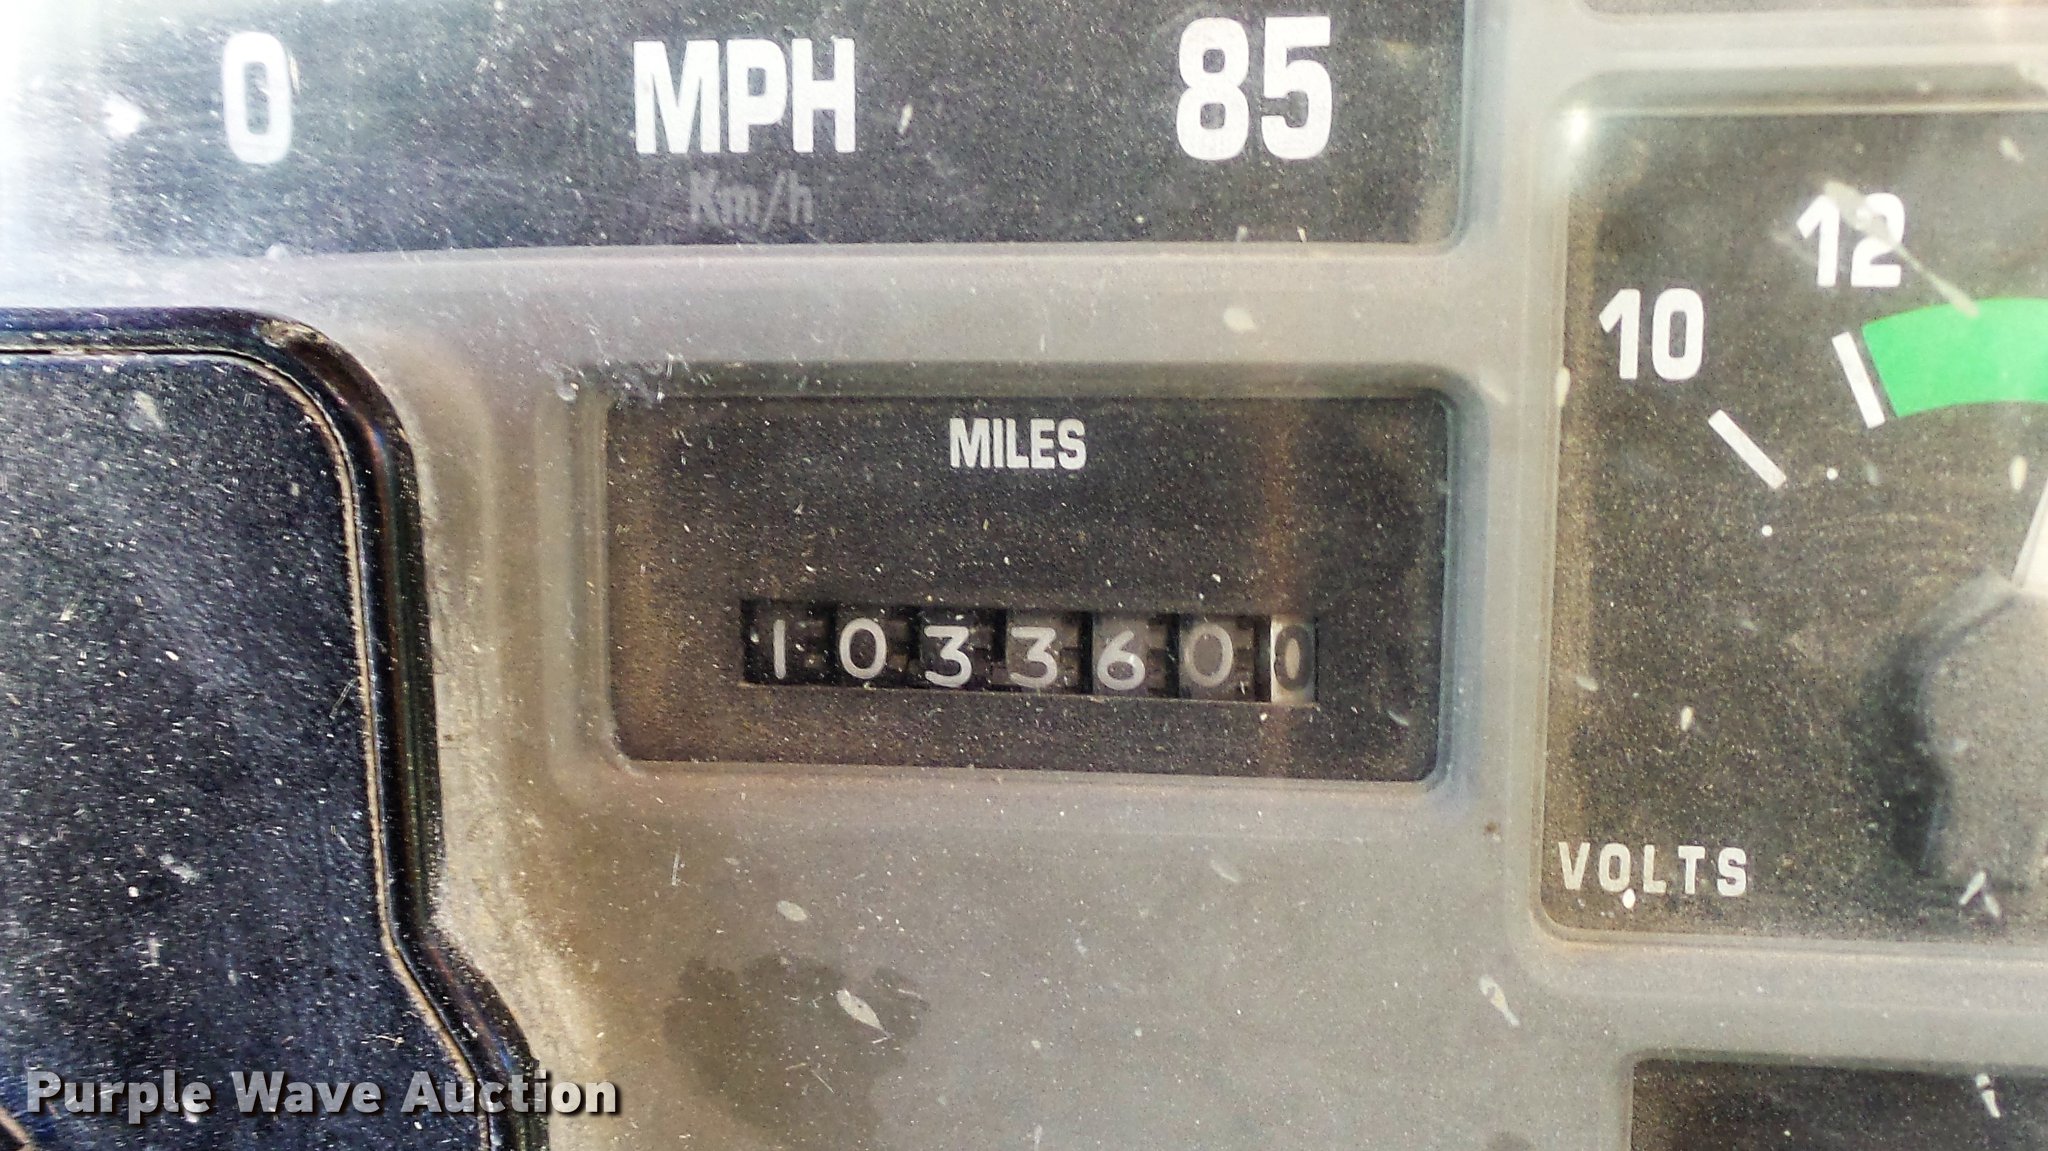 0 MPH 85
Km/h
12
10
MILES
1033600
VOLTS
Purple Wave Auction